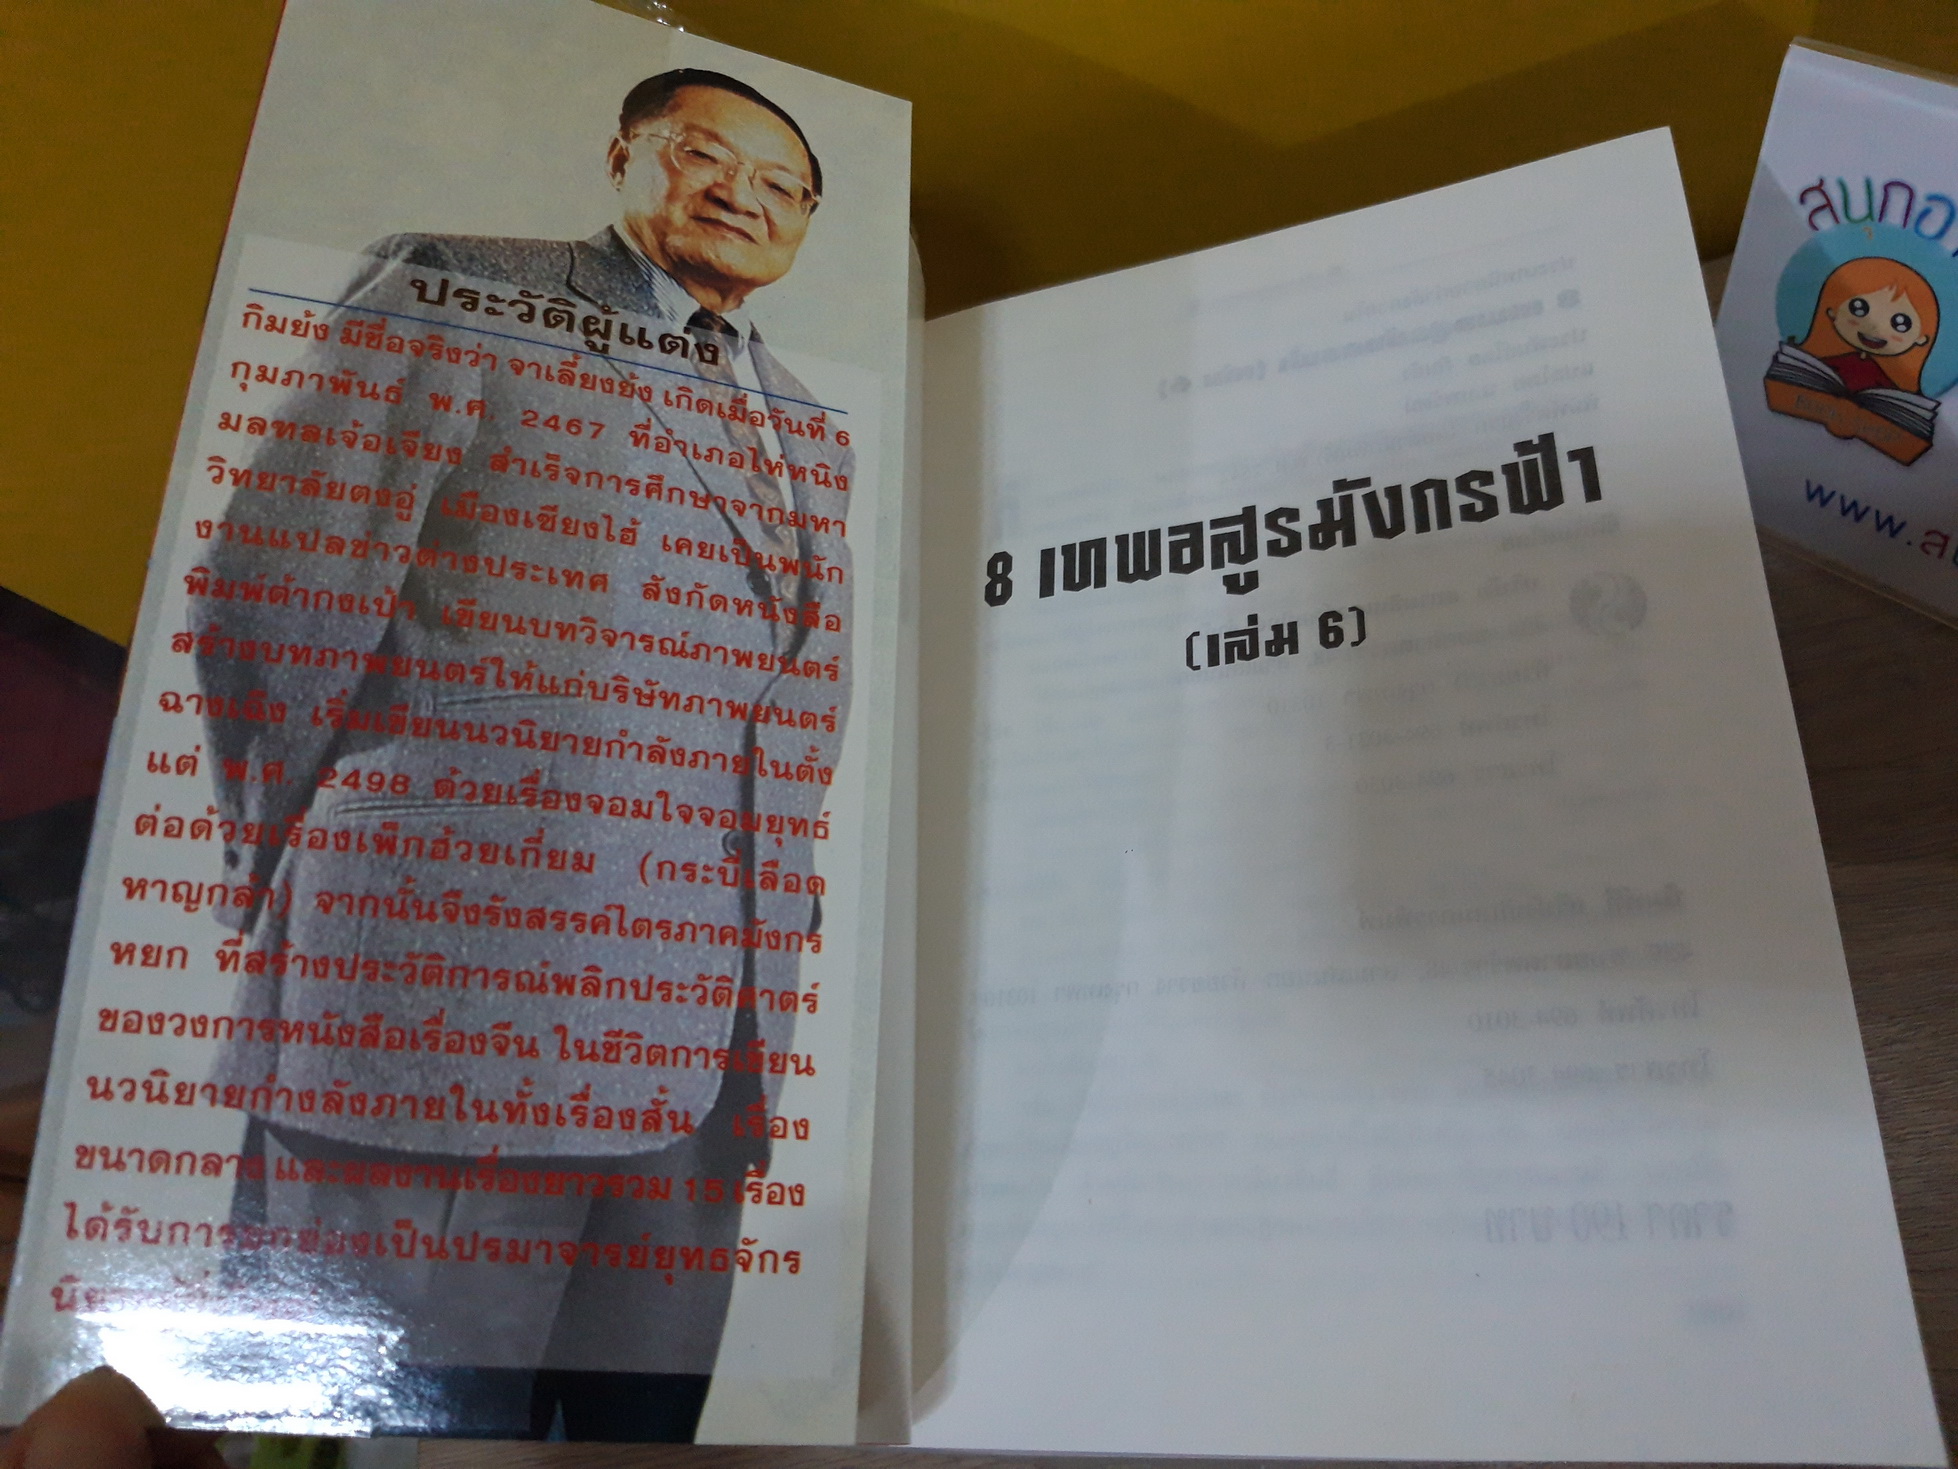 ประวัติผู้แต่ง
กิมย้ง มีชื่อจริงว่า จาเลี้ยงย้ง เกิดเมื่อวันที่ 6
กุมภาพันธ์ พ.ศ. 2467 ที่อำเภอไห่หนิง
มลฑลเจ้อเจียง สำเร็จการศึกษาจากมหา
วิทยาลัยตงอู่ เมืองเซียงไฮ้ เคยเป็นพนัก
งานแปลข่าวต่างประเทศ สังกัดหนังสือ
พิมพ์ต้ากงเป้า เขียนบทวิจารณ์ภาพยนตร์
สร้างบทภาพยนตร์ให้แก่บริษัทภาพยนตร์
ฉางเฉิง เริ่มเขียนนวนิยายกำลังภายในตั้ง
แต่ พ.ศ. 2498 ด้วยเรื่องจอมใจจอมยุทธ์
ต่อด้วยเรื่องเพ็กฮ้วยเกี่ยม (กระบี่เลือด
หาญกล้า) จากนั้นจึงรังสรรค์ไตรภาคมังกร
หยก ที่สร้างประวัติการณ์พลิกประวัติศาตร์
ของวงการหนังสือเรื่องจีน ในชีวิตการเขียน
นวนิยายกำงลังภายในทั้งเรื่องสั้น เรื่อง
ขนาดกลาง และผลงานเรื่องยาวรวม 15 เรื่อง
ได้รับการยกย่องเป็นปรมาจารย์ยุทธจักร
8 เทพอสูรมังกรฟ้า
(เล่ม 6)
www.ส